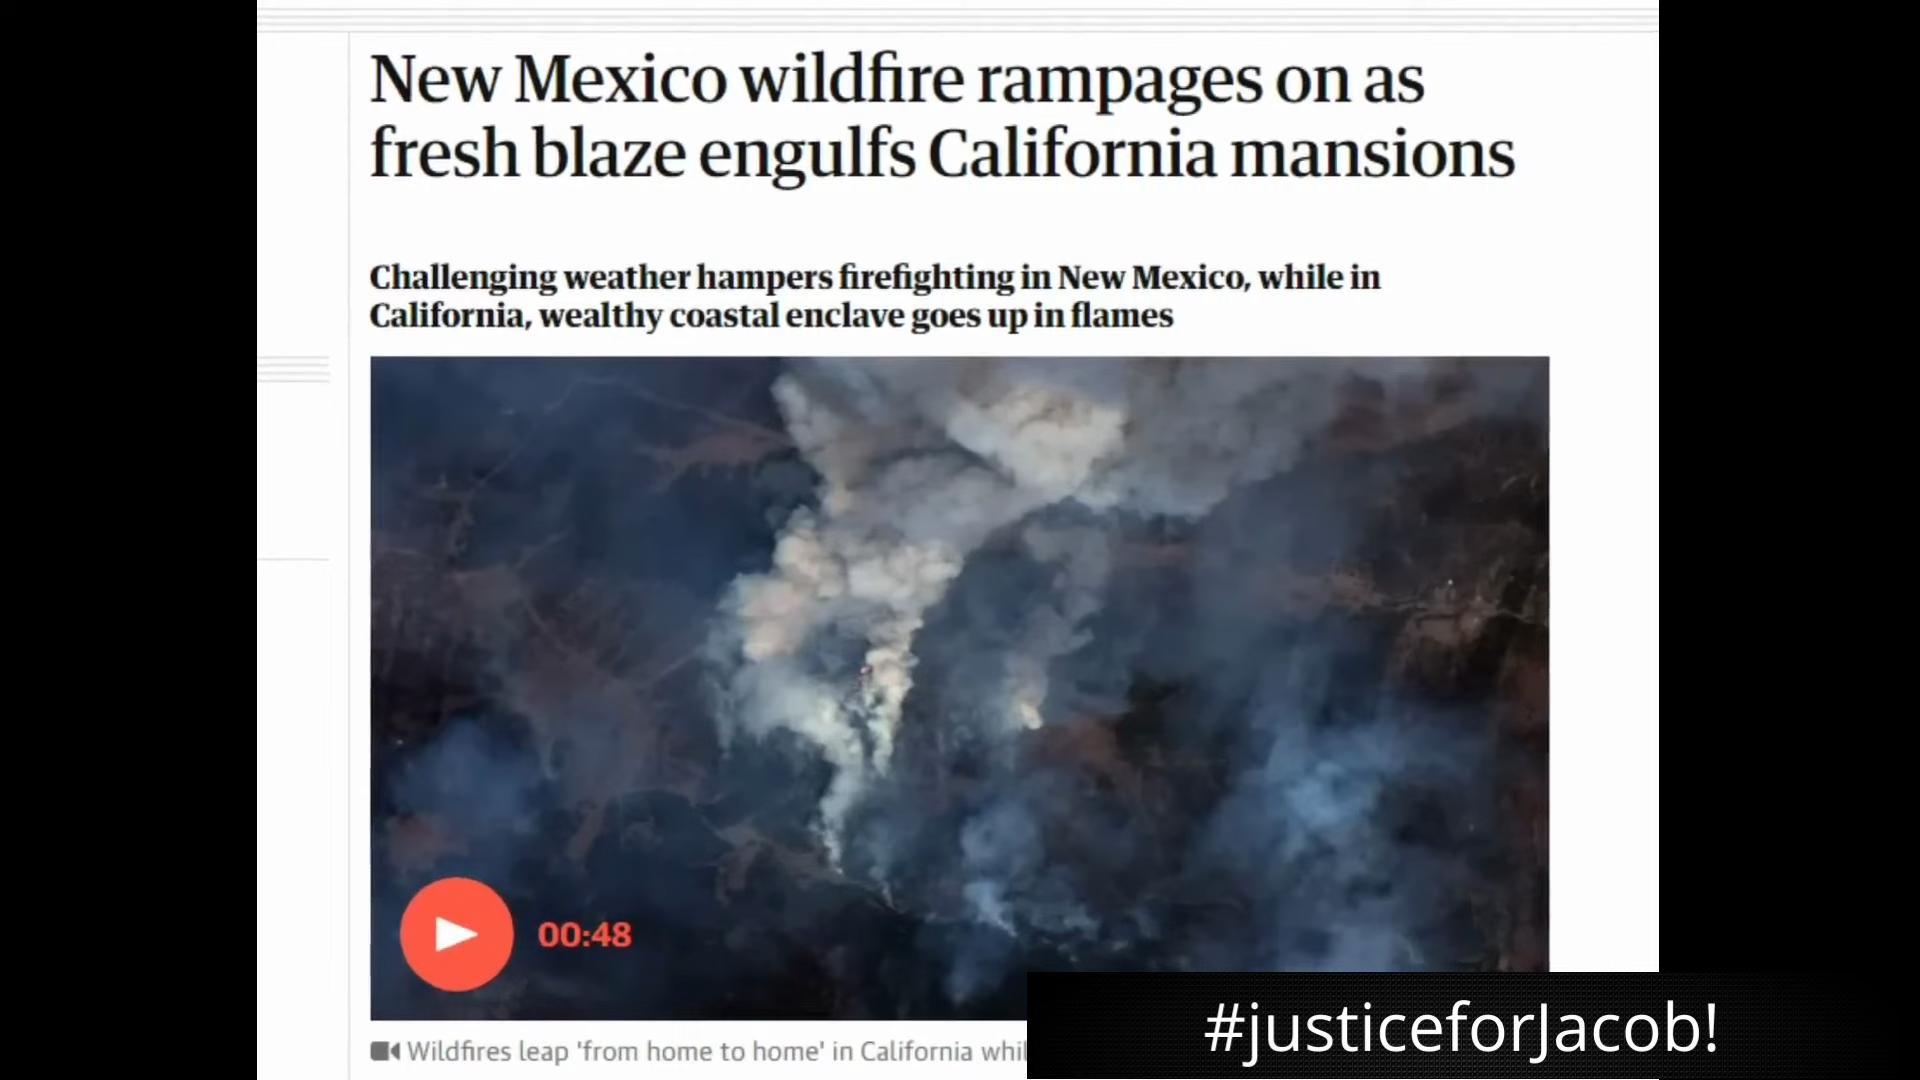 New Mexico wildfire rampages on as
fresh blaze engulfs California mansions
Challenging weather hampers firefighting in New Mexico, while in
California, wealthy coastal enclave goes up in flames
00:48
Wildfires leap 'from home to home' in California
#justiceforJacob!